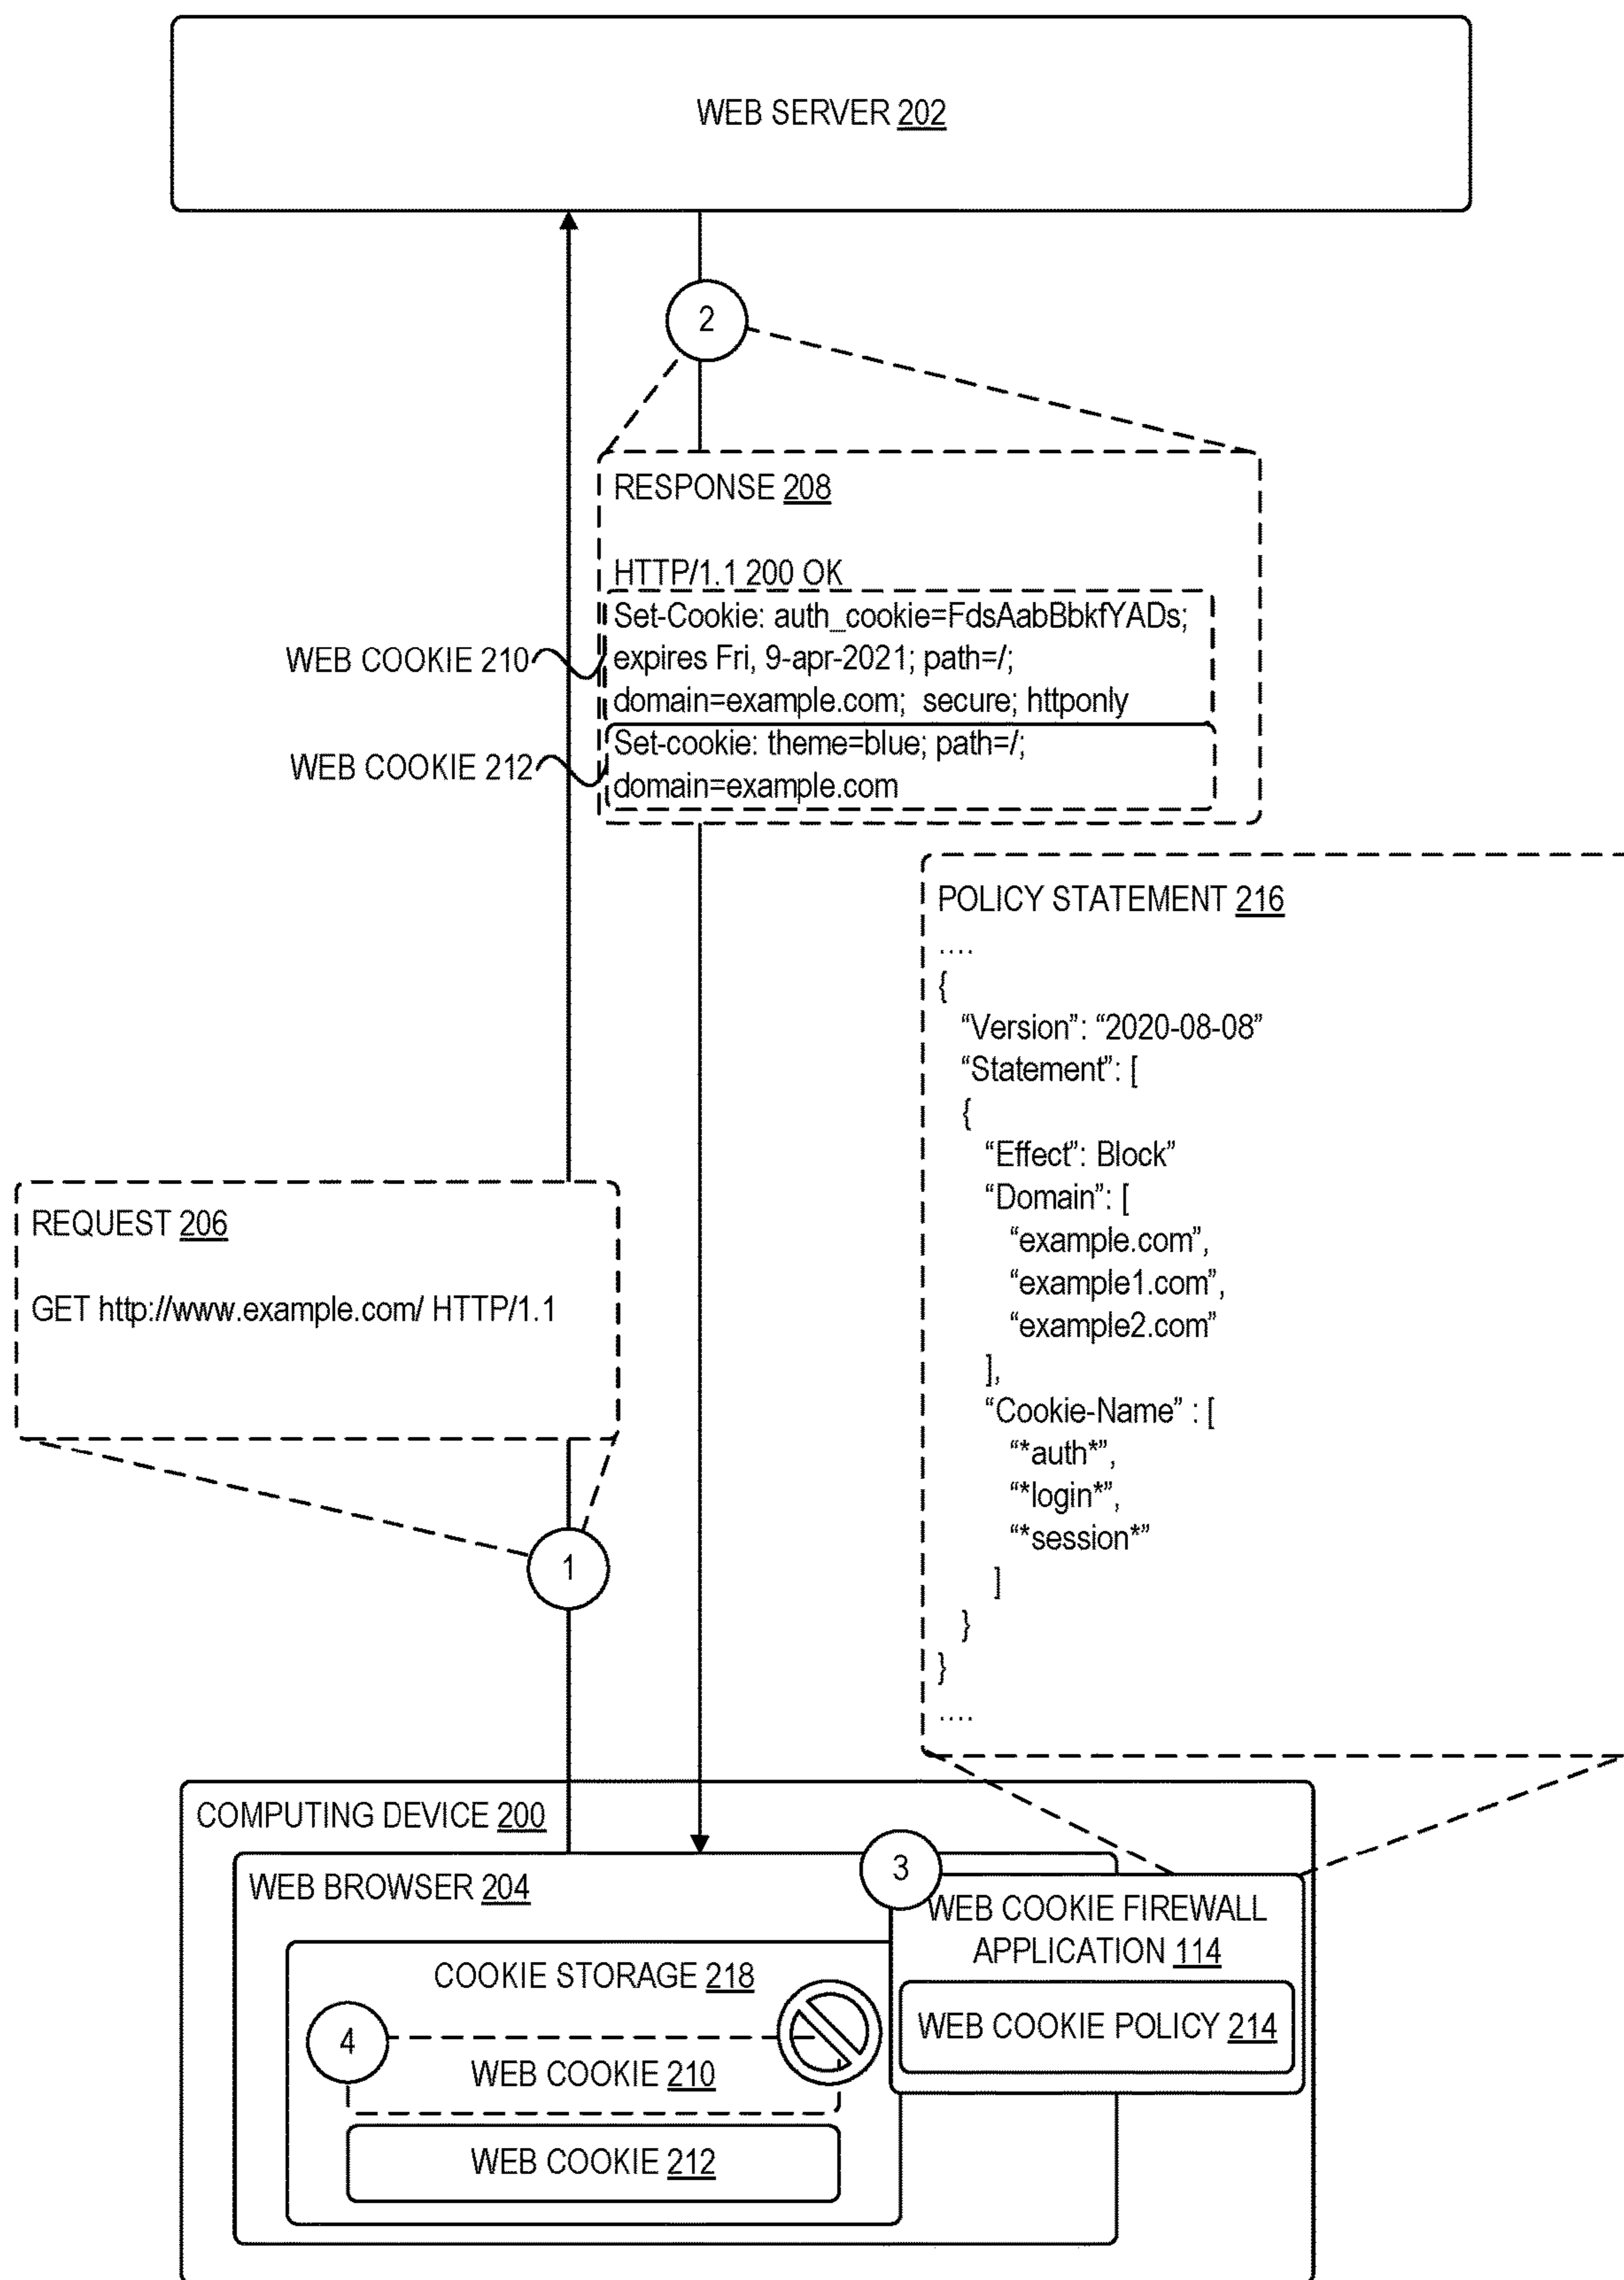 WEB SERVER 202
2
RESPONSE 208
HTTP/1.1 200 OK
Set-Cookie: auth_cookie=FdsAabBbkfYADs;
expires Fri, 9-apr-2021; path=/;
domain=example.com; secure; httponly
WEB COOKIE 210
Set-cookie: theme=blue; path=/;
domain=example.com
WEB COOKIE 212
POLICY STATEMENT 216
....
{
“Version”: “2020-08-08”
“Statement”: [
{
“Effect”: Block”
“Domain”: [
“example.com”,
“example1.com”,
“example2.com”
],
“Cookie-Name” : [
“*auth*”,
“*login*”,
“*session*”
]
}
}
....
REQUEST 206
GET http://www.example.com/ HTTP/1.1
1
COMPUTING DEVICE 200
WEB BROWSER 204
3
WEB COOKIE FIREWALL
APPLICATION 114
WEB COOKIE POLICY 214
COOKIE STORAGE 218
4
WEB COOKIE 210
WEB COOKIE 212